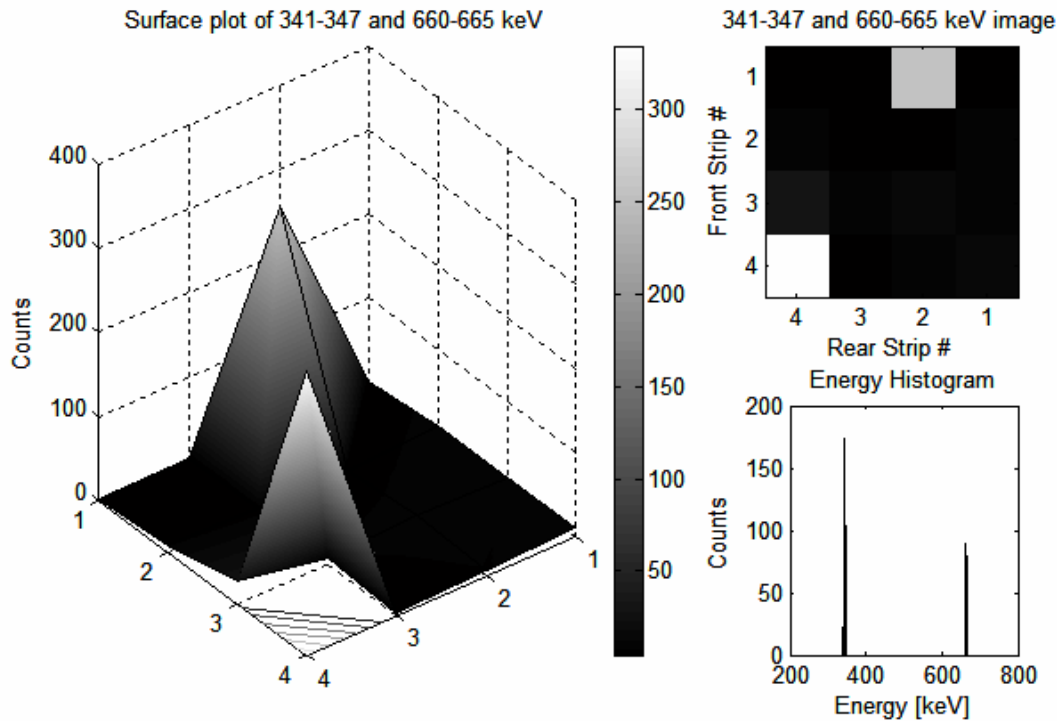 Surface plot of 341-347 and 660-665 keV
400
300
200
100
0
Counts
1
2
3
4
4
3
2
1
300
250
200
150
100
50
341-347 and 660-665 keV image
1
2
3
4
Front Strip #
4 3 2 1
Rear Strip #
Energy Histogram
200
150
100
50
0
Counts
200 400 600 800
Energy [keV]